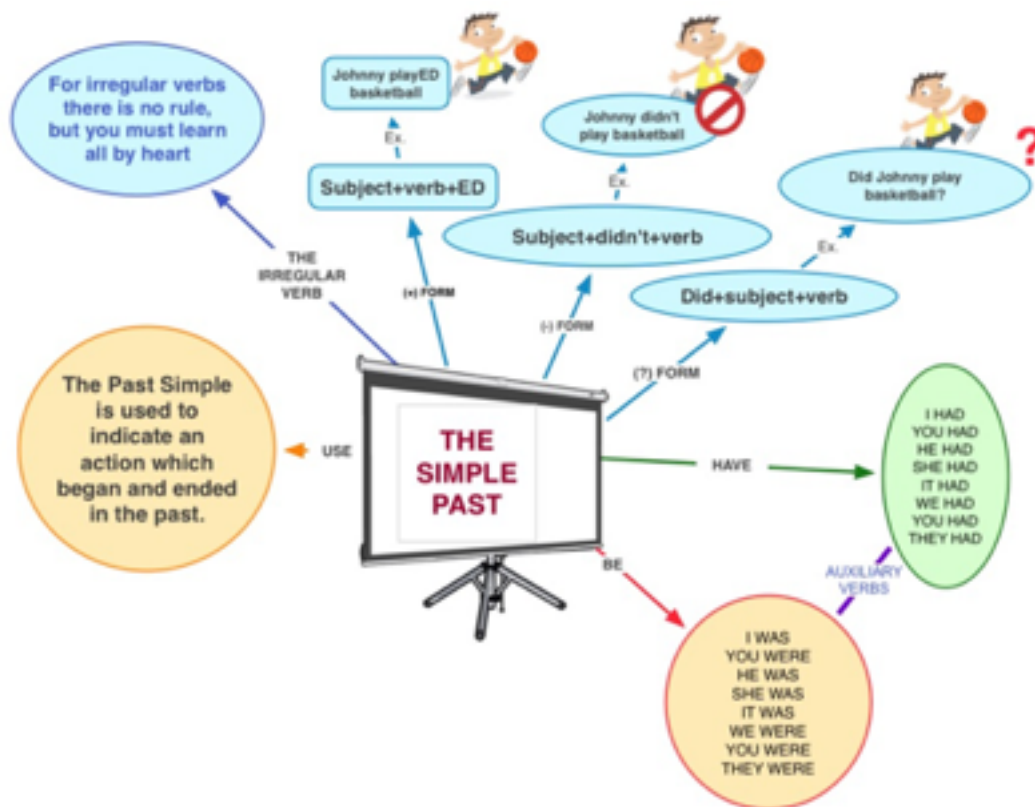 For irregular verbs
there is no rule,
but you must learn
all by heart
THE
IRREGULAR
VERB
Johnny playED
basketball
Ex.
Subject+verb+ED
(+) FORM
Johnny didn't
play basketball
Ex.
Subject+didn't+verb
(-) FORM
?
Did Johnny play
basketball?
Ex.
Did+subject+verb
(?) FORM
The Past Simple
is used to
indicate an
action which
began and ended
in the past.
USE
THE
SIMPLE
PAST
HAVE
I HAD
YOU HAD
HE HAD
SHE HAD
IT HAD
WE HAD
YOU HAD
THEY HAD
BE
AUXILIARY
VERBS
I WAS
YOU WERE
HE WAS
SHE WAS
IT WAS
WE WERE
YOU WERE
THEY WERE